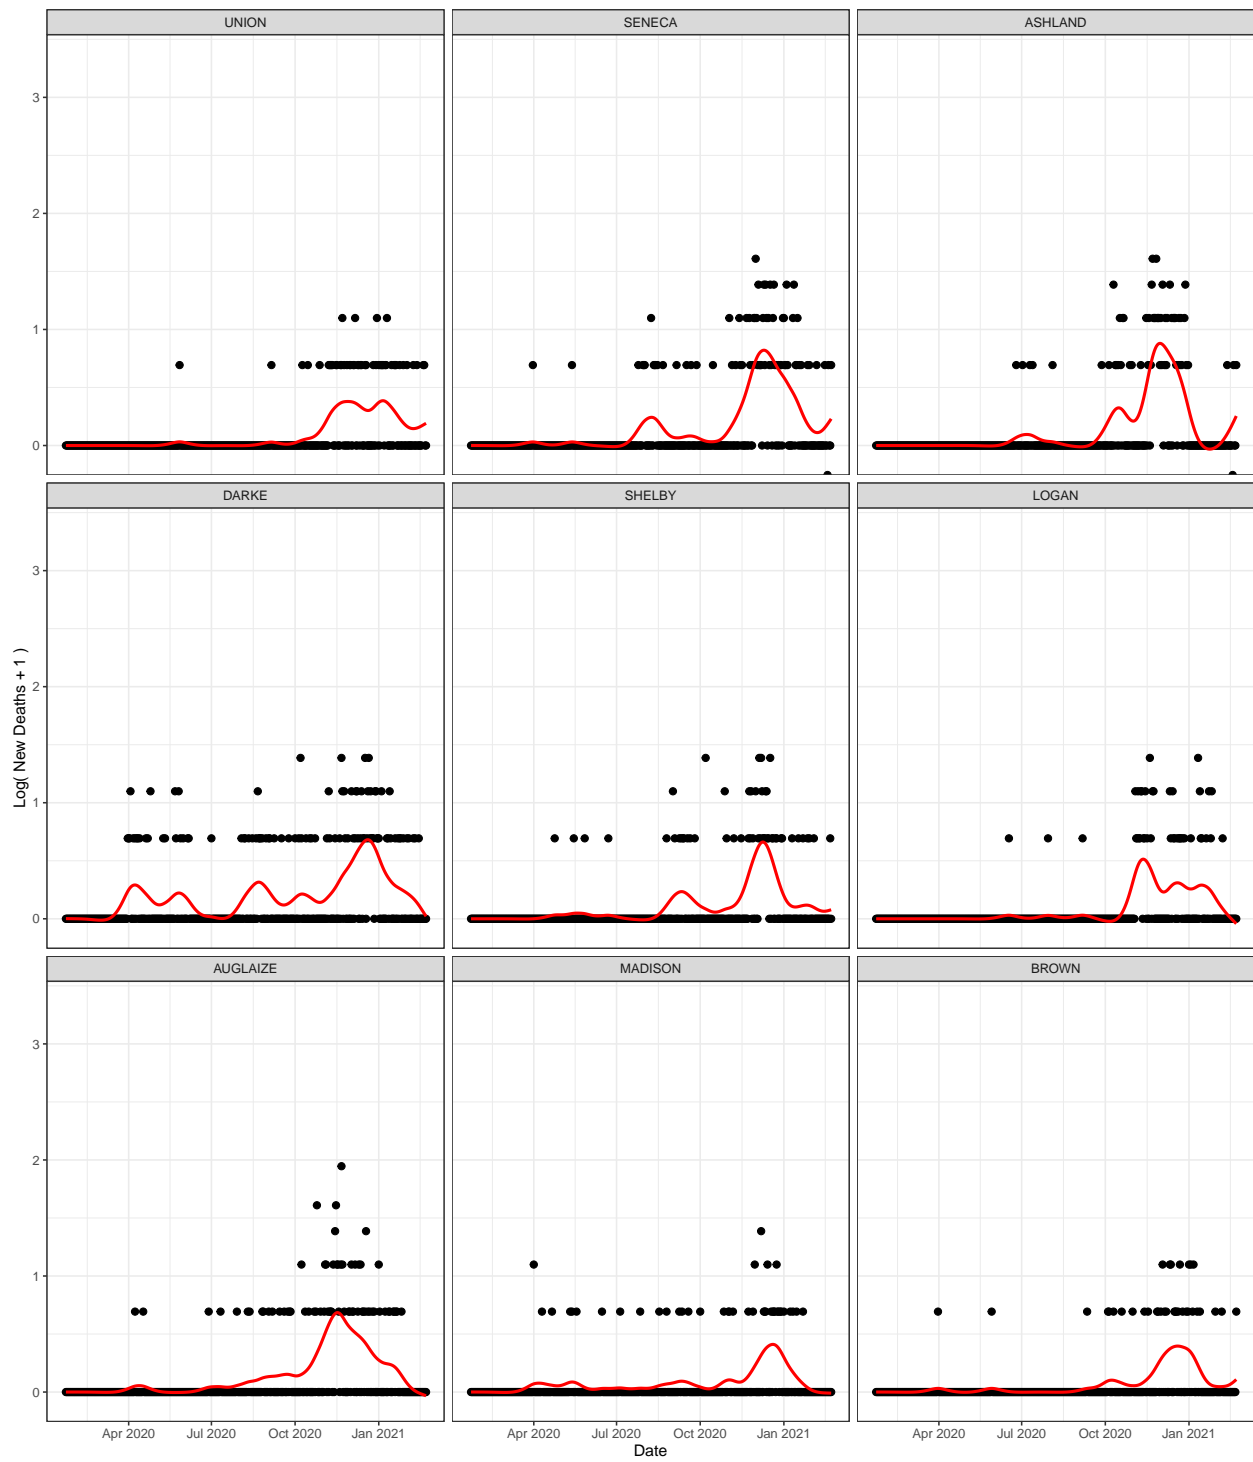 UNION SENECA ASHLAND
3
2
1
0
DARKE SHELBY LOGAN
3
2
1
0
Log( New Deaths + 1 )
AUGLAIZE MADISON BROWN
3
2
1
0
Apr 2020 Jul 2020 Oct 2020 Jan 2021 Apr 2020 Jul 2020 Oct 2020 Jan 2021 Apr 2020 Jul 2020 Oct 2020 Jan 2021
Date